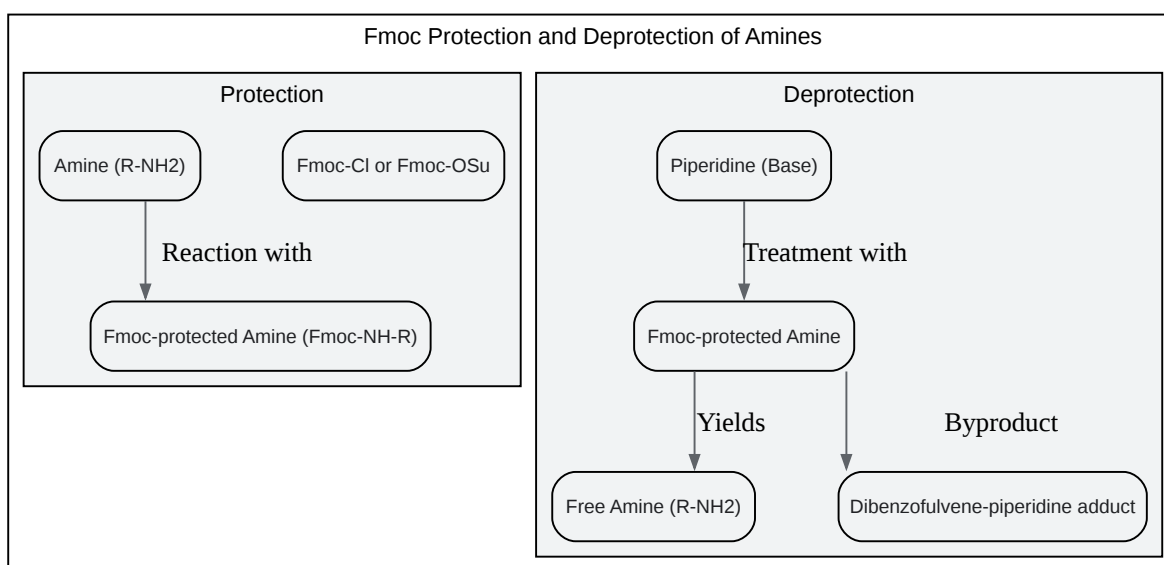 Fmoc Protection and Deprotection of Amines
Protection
Amine (R-NH2)
Fmoc-Cl or Fmoc-OSu
Reaction with
Fmoc-protected Amine (Fmoc-NH-R)
Deprotection
Piperidine (Base)
Treatment with
Fmoc-protected Amine
Yields
Byproduct
Free Amine (R-NH2)
Dibenzofulvene-piperidine adduct